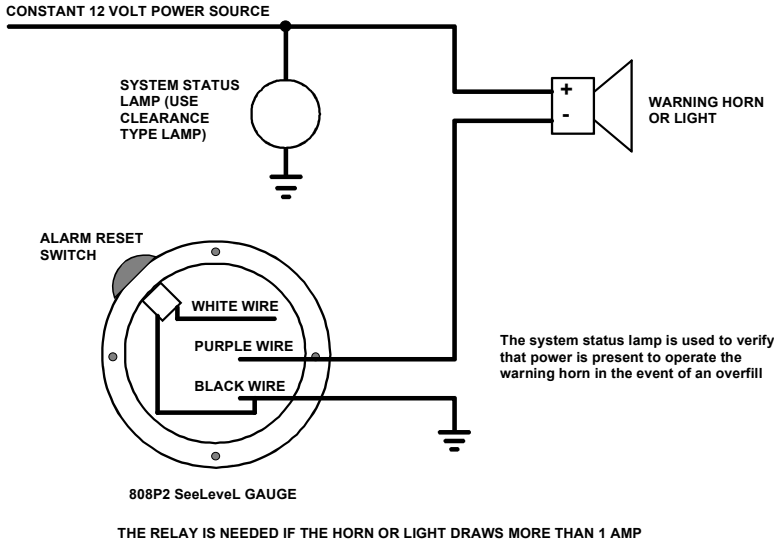 CONSTANT 12 VOLT POWER SOURCE
SYSTEM STATUS
LAMP (USE
CLEARANCE
TYPE LAMP)
+
-
WARNING HORN
OR LIGHT
ALARM RESET
SWITCH
WHITE WIRE
PURPLE WIRE
BLACK WIRE
The system status lamp is used to verify
that power is present to operate the
warning horn in the event of an overfill
808P2 SeeLeveL GAUGE
THE RELAY IS NEEDED IF THE HORN OR LIGHT DRAWS MORE THAN 1 AMP